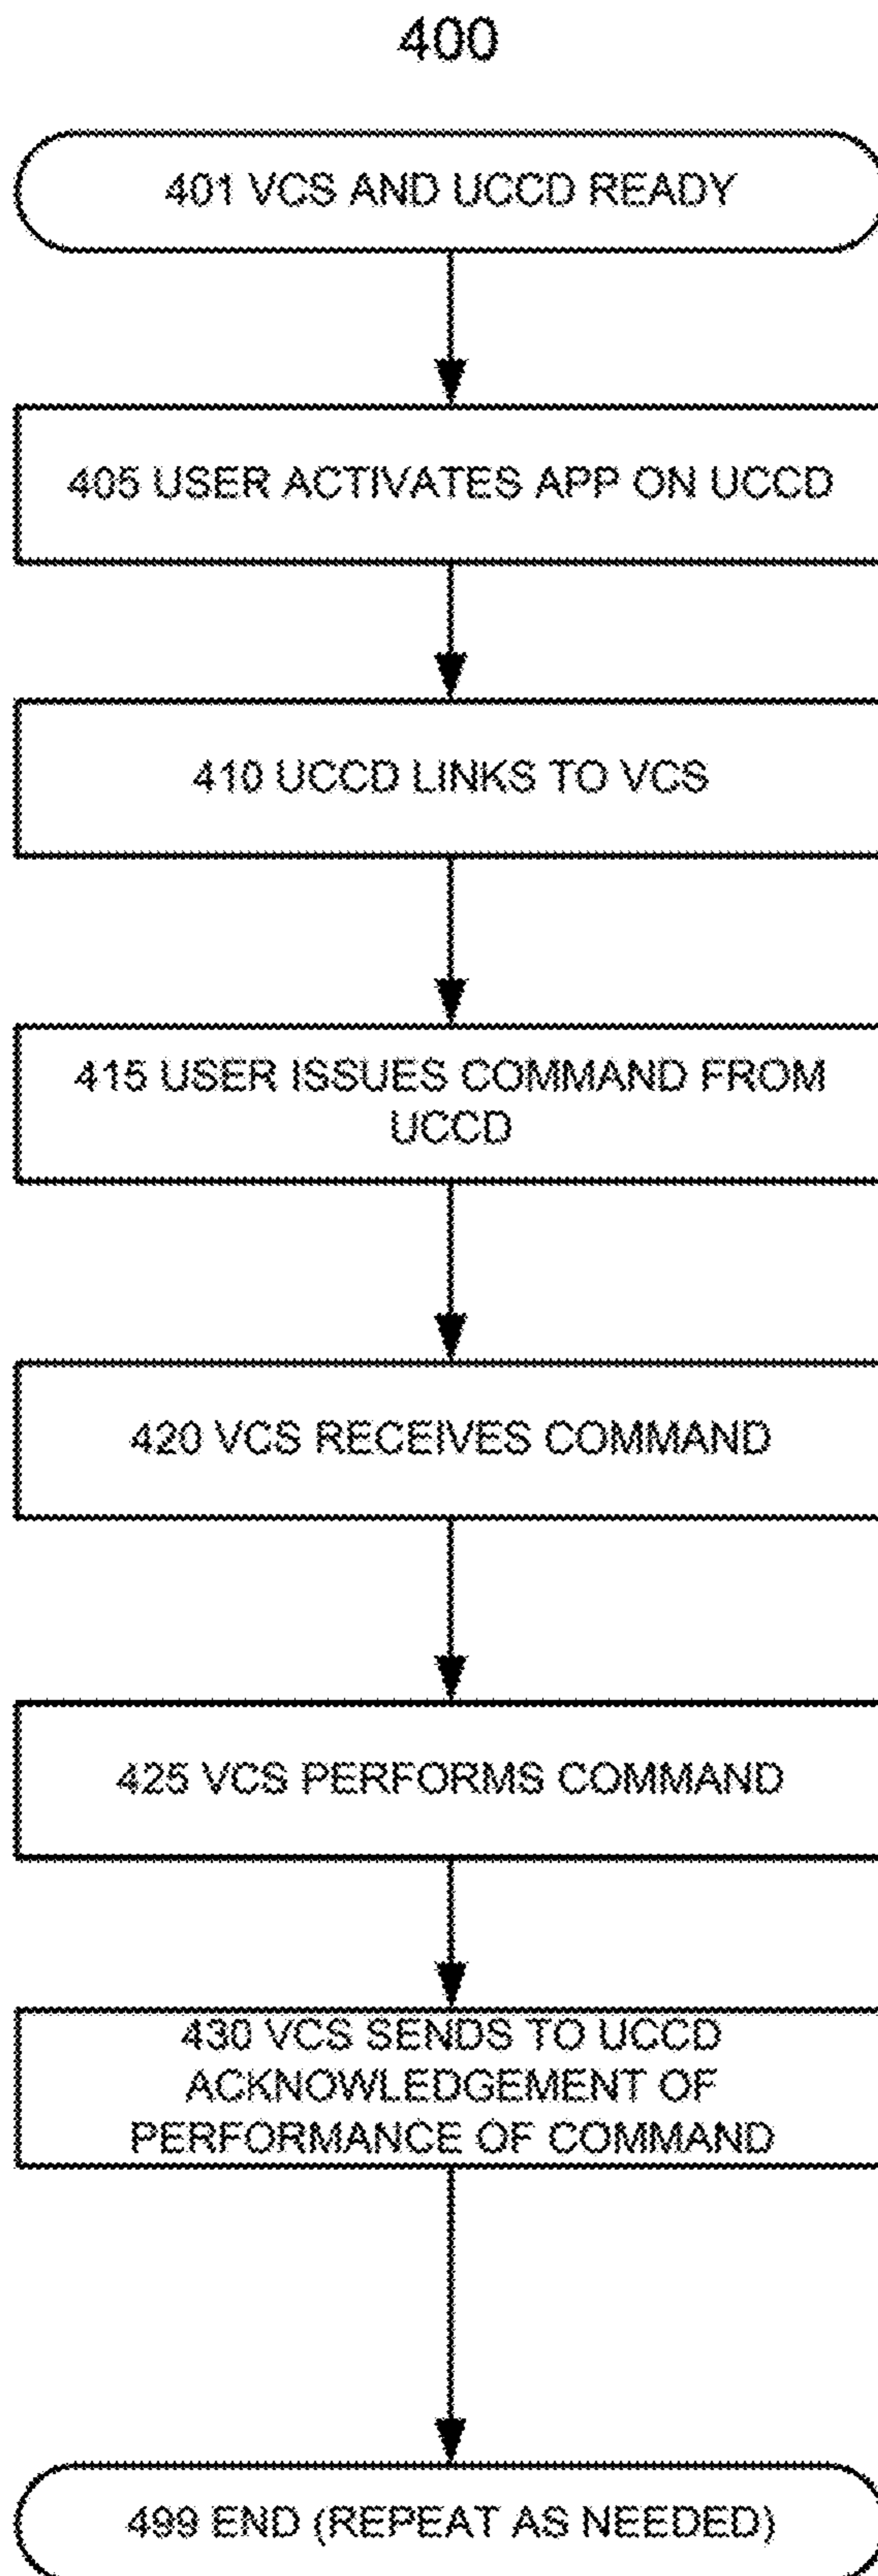 400
401 VCS AND UCCD READY
405 USER ACTIVATES APP ON UCCD
410 UCCD LINKS TO VCS
415 USER ISSUES COMMAND FROM
UCCD
420 VCS RECEIVES COMMAND
425 VCS PERFORMS COMMAND
430 VCS SENDS TO UCCD
ACKNOWLEDGEMENT OF
PERFORMANCE OF COMMAND
499 END (REPEAT AS NEEDED)